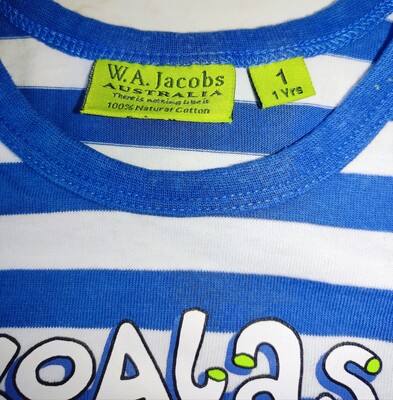 W.A. Jacobs
AUSTRALIA
There is nothing like it
100% Natural Cotton
1
1 Yrs
KOALAS